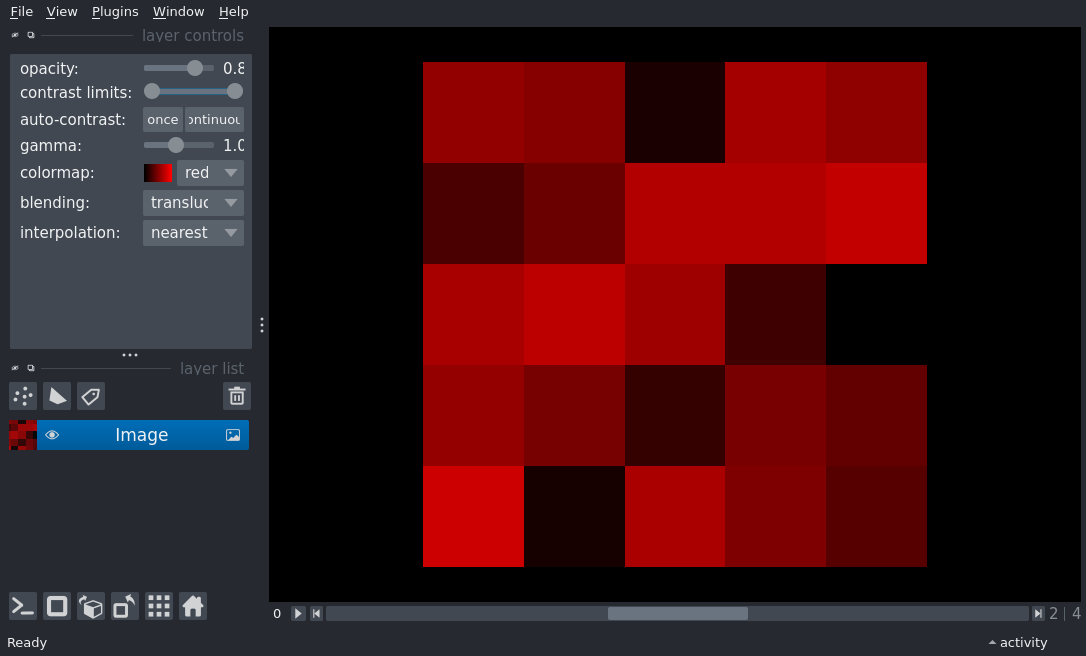 File View Plugins Window Help
layer controls
opacity: 0.8
contrast limits:
auto-contrast: once ontinuou
gamma: 1.0
colormap: red
blending: transluc
interpolation: nearest
layer list
Image
0 2 | 4
Ready
activity